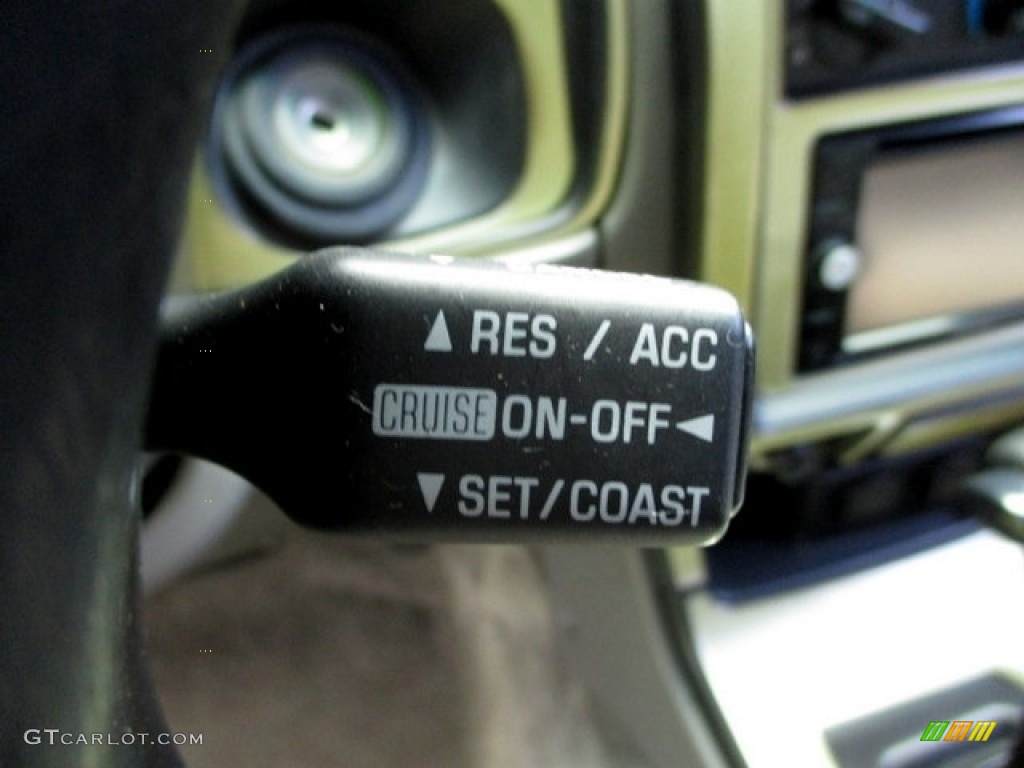 ▲ RES / ACC
CRUISE ON-OFF ◀
▼ SET/COAST
GTCARLOT.COM